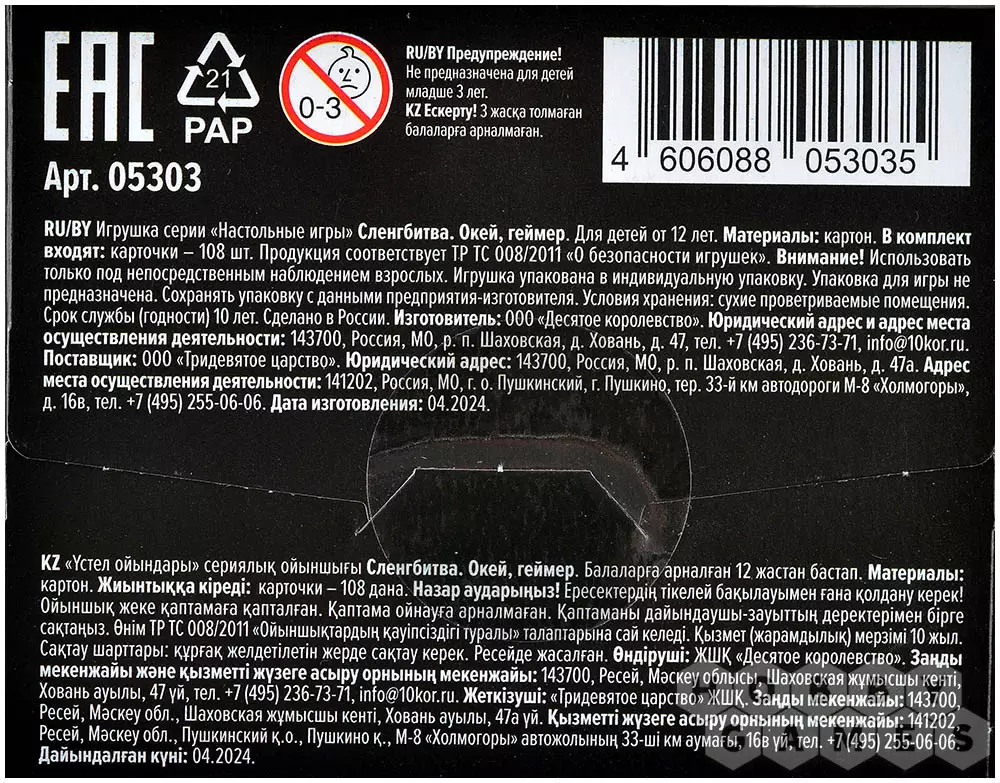 EAC
21
PAP
0-3
RU/BY Предупреждение!
Не предназначена для детей
младше 3 лет.
KZ Ескерту! 3 жасқа толмаған
балаларға арналмаған.
4 606088 053035
Арт. 05303
RU/BY Игрушка серии «Настольные игры» Сленгбитва. Окей, геймер. Для детей от 12 лет. Материалы: картон. В комплект
входят: карточки – 108 шт. Продукция соответствует ТР ТС 008/2011 «О безопасности игрушек». Внимание! Использовать
только под непосредственным наблюдением взрослых. Игрушка упакована в индивидуальную упаковку. Упаковка для игры не
предназначена. Сохранять упаковку с данными предприятия-изготовителя. Условия хранения: сухие проветриваемые помещения.
Срок службы (годности) 10 лет. Сделано в России. Изготовитель: ООО «Десятое королевство». Юридический адрес и адрес места
осуществления деятельности: 143700, Россия, МО, р. п. Шаховская, д. Ховань, д. 47, тел. +7 (495) 236-73-71, info@10kor.ru.
Поставщик: ООО «Тридевятое царство». Юридический адрес: 143700, Россия, МО, р. п. Шаховская, д. Ховань, д. 47а. Адрес
места осуществления деятельности: 141202, Россия, МО, г. о. Пушкинский, г. Пушкино, тер. 33-й км автодороги М-8 «Холмогоры»,
д. 16в, тел. +7 (495) 255-06-06. Дата изготовления: 04.2024.
KZ «Үстел ойындары» сериялық ойыншығы Сленгбитва. Окей, геймер. Балаларға арналған 12 жастан бастап. Материалы:
картон. Жиынтыққа кіреді: карточки – 108 дана. Назар аударыңыз! Ересектердің тікелей бақылауымен ғана қолдану керек!
Ойыншық жеке қаптамаға қапталған. Қаптама ойнауға арналмаған. Қаптаманы дайындаушы-зауыттың деректерімен бірге
сақтаңыз. Өнім ТР ТС 008/2011 «Ойыншықтардың қауіпсіздігі туралы» талаптарына сай келеді. Қызмет (жарамдылық) мерзімі 10 жыл.
Сақтау шарттары: құрғақ желдетілетін жерде сақтау керек. Ресейде жасалған. Өндіруші: ЖШҚ «Десятое королевство». Заңды
мекенжайы және қызметті жүзеге асыру орнының мекенжайы: 143700, Ресей, Мәскеу облысы, Шаховская жұмысшы кенті,
Ховань ауылы, 47 үй, тел. +7 (495) 236-73-71, info@10kor.ru. Жеткізуші: «Тридевятое царство» ЖШҚ. Заңды мекенжайы: 143700,
Ресей, Мәскеу обл., Шаховская жұмысшы кенті, Ховань ауылы, 47а үй. Қызметті жүзеге асыру орнының мекенжайы: 141202,
Ресей, Мәскеу обл., Пушкинский қ.о., Пушкино қ., М-8 «Холмогоры» автожолының 33-ші км аумағы, 16в үй, тел. +7 (495) 255-06-06.
Дайындалған күні: 04.2024.